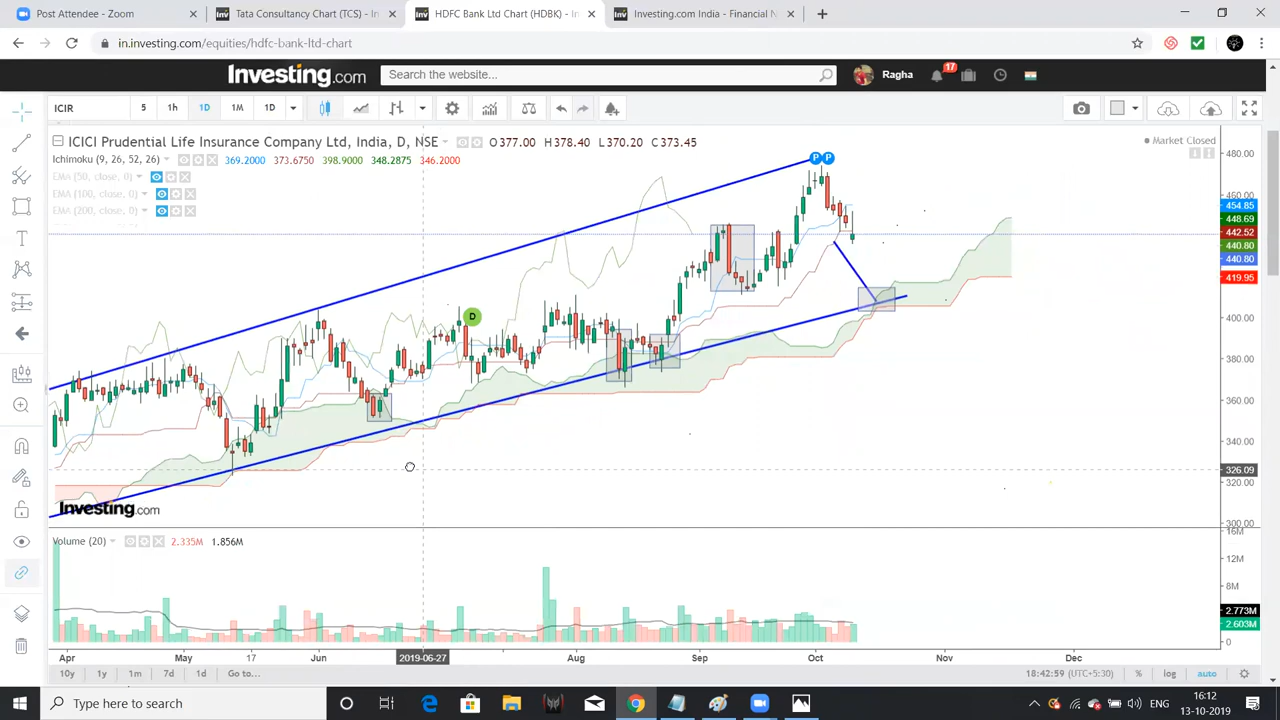 Post Attendee - Zoom
Tata Consultancy Chart (TCS) - In
HDFC Bank Ltd Chart (HDBK) - In
Investing.com India - Financial N
in.investing.com/equities/hdfc-bank-ltd-chart
Investing.com
Search the website...
Ragha
17
ICIR 5 1h 1D 1M 1D
ICICI Prudential Life Insurance Company Ltd, India, D, NSE O377.00 H378.40 L370.20 C373.45
Market Closed
Ichimoku (9, 26, 52, 26) 369.2000 373.6750 398.9000 348.2875 346.2000
EMA (50, close, 0)
EMA (100, close, 0)
EMA (200, close, 0)
P P
D
480.00
460.00
454.85
448.69
442.52
440.80
440.80
419.95
400.00
380.00
360.00
340.00
326.09
320.00
300.00
Investing.com
Volume (20) 2.335M 1.856M
16M
12M
8M
2.773M
2.603M
0
Apr May 17 Jun 2019-06-27 Aug Sep Oct Nov Dec
10y 1y 1m 7d 1d Go to... 18:42:59 (UTC+5:30) % log auto
Type here to search
ENG
16:12
13-10-2019